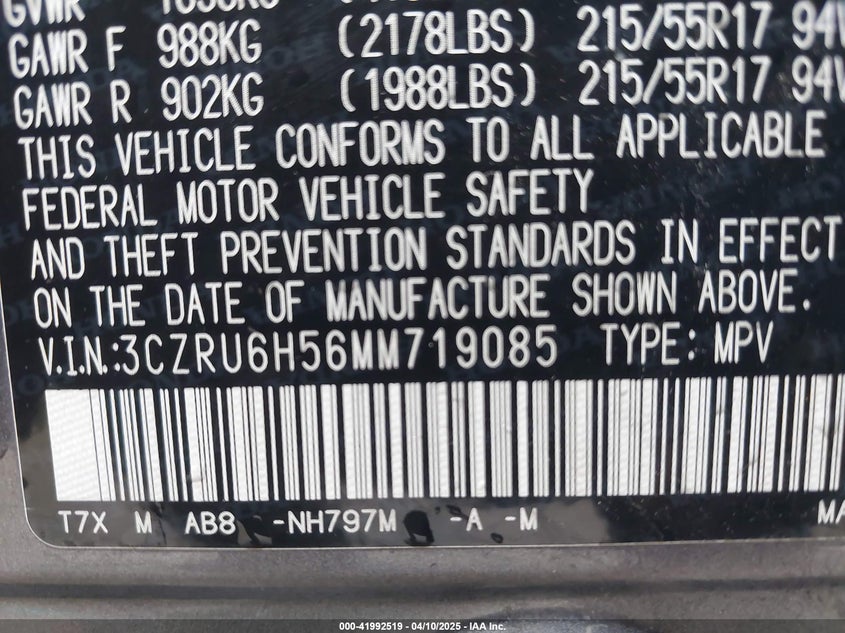 GVWR
GAWR F 988KG (2178LBS) 215/55R17 94V
GAWR R 902KG (1988LBS) 215/55R17 94V
THIS VEHICLE CONFORMS TO ALL APPLICABLE
FEDERAL MOTOR VEHICLE SAFETY
AND THEFT PREVENTION STANDARDS IN EFFECT
ON THE DATE OF MANUFACTURE SHOWN ABOVE.
V.I.N.:3CZRU6H56MM719085 TYPE: MPV
T7X M AB8 -NH797M -A -M MA
000-41992519 - 04/10/2025 - IAA Inc.